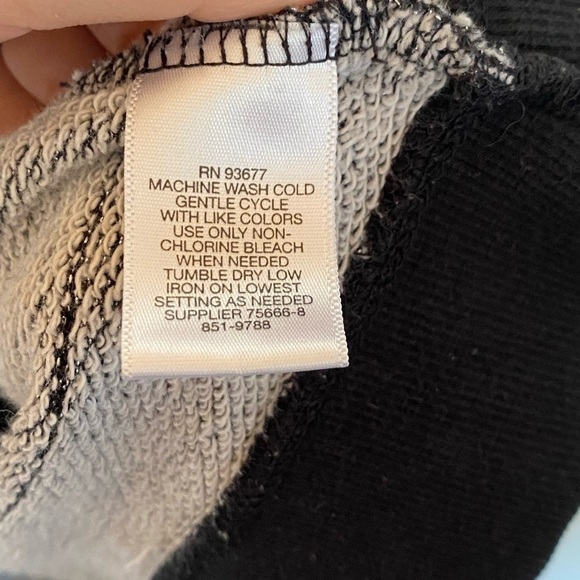 RN 93677
MACHINE WASH COLD
GENTLE CYCLE
WITH LIKE COLORS
USE ONLY NON-
CHLORINE BLEACH
WHEN NEEDED
TUMBLE DRY LOW
IRON ON LOWEST
SETTING AS NEEDED
SUPPLIER 75666-8
851-9788